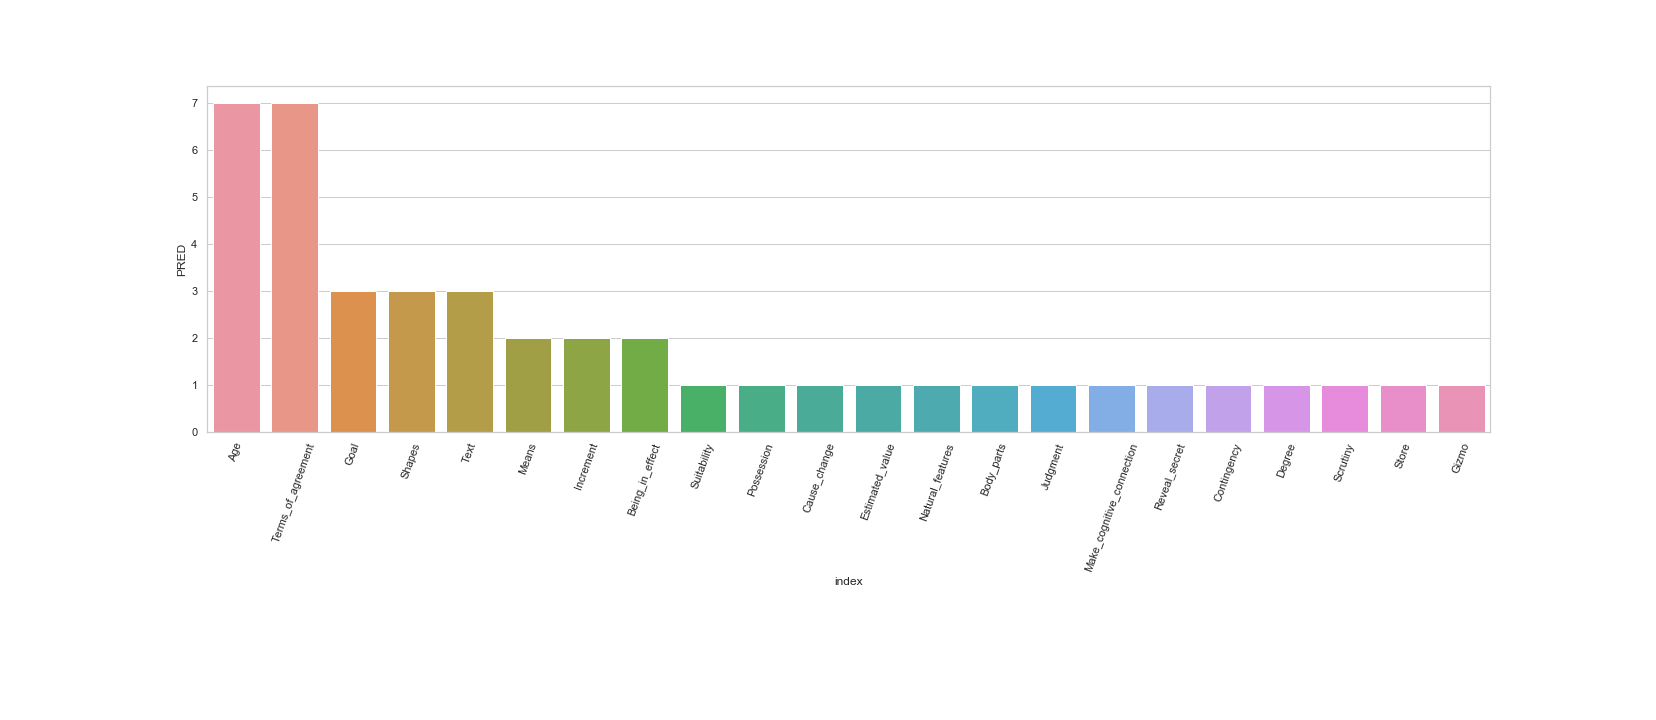 7
6
5
4
3
2
1
0
PRED
Age
Terms_of_agreement
Goal
Shapes
Text
Means
Increment
Being_in_effect
Suitability
Possession
Cause_change
Estimated_value
Natural_features
Body_parts
Judgment
Make_cognitive_connection
Reveal_secret
Contingency
Degree
Scrutiny
Store
Gizmo
index